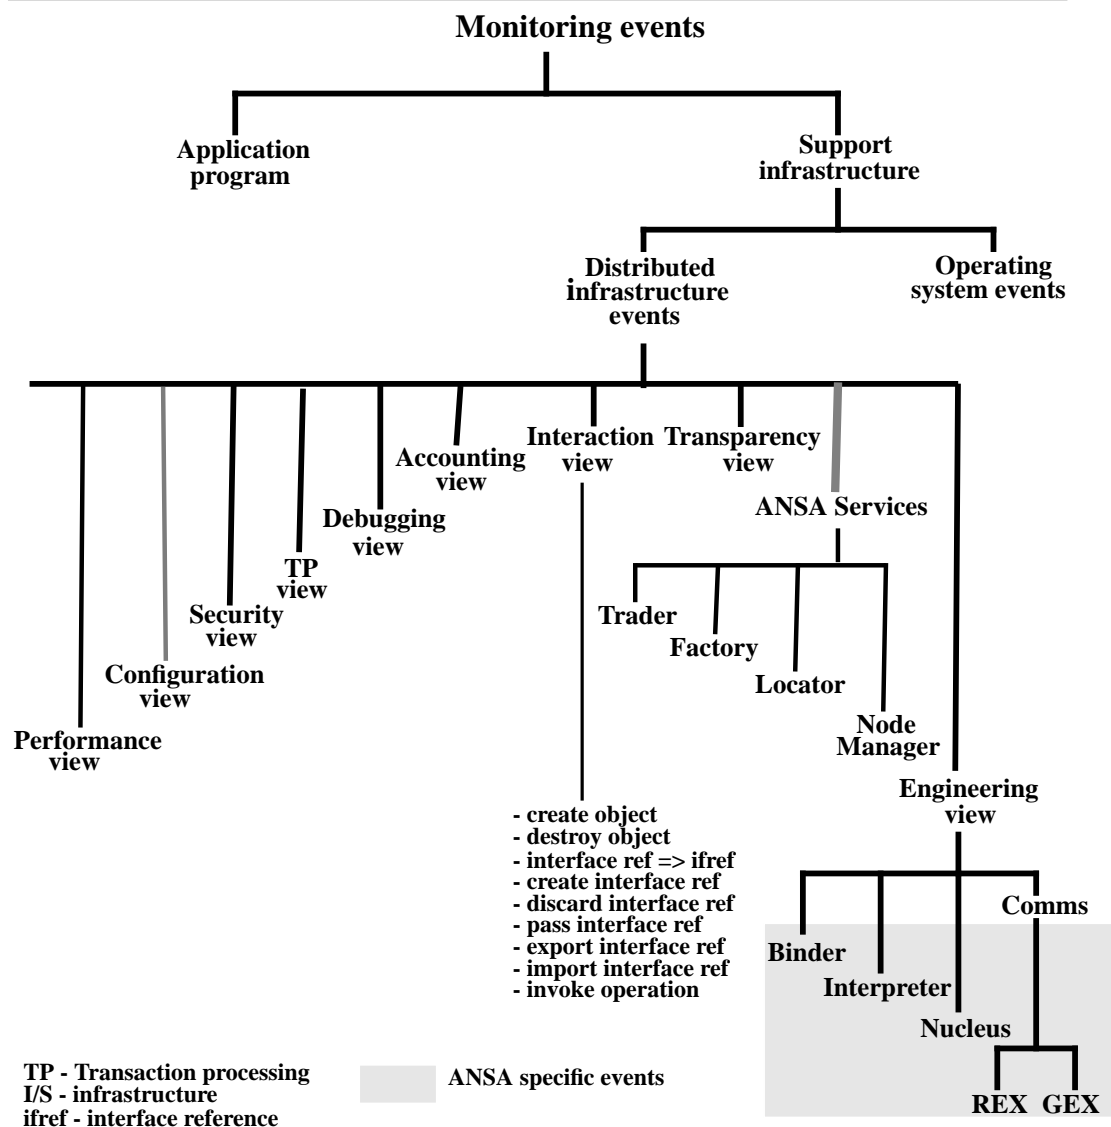 Monitoring events
Application
program
Support
infrastructure
Distributed
infrastructure
events
Operating
system events
Interaction
view
Transparency
view
Accounting
view
ANSA Services
Debugging
view
TP
view
Security
view
Configuration
view
Performance
view
Trader
Factory
Locator
Node
Manager
Engineering
view
- create object
- destroy object
- interface ref => ifref
- create interface ref
- discard interface ref
- pass interface ref
- export interface ref
- import interface ref
- invoke operation
Comms
Binder
Interpreter
Nucleus
REX GEX
TP - Transaction processing
I/S - infrastructure
ifref - interface reference
ANSA specific events